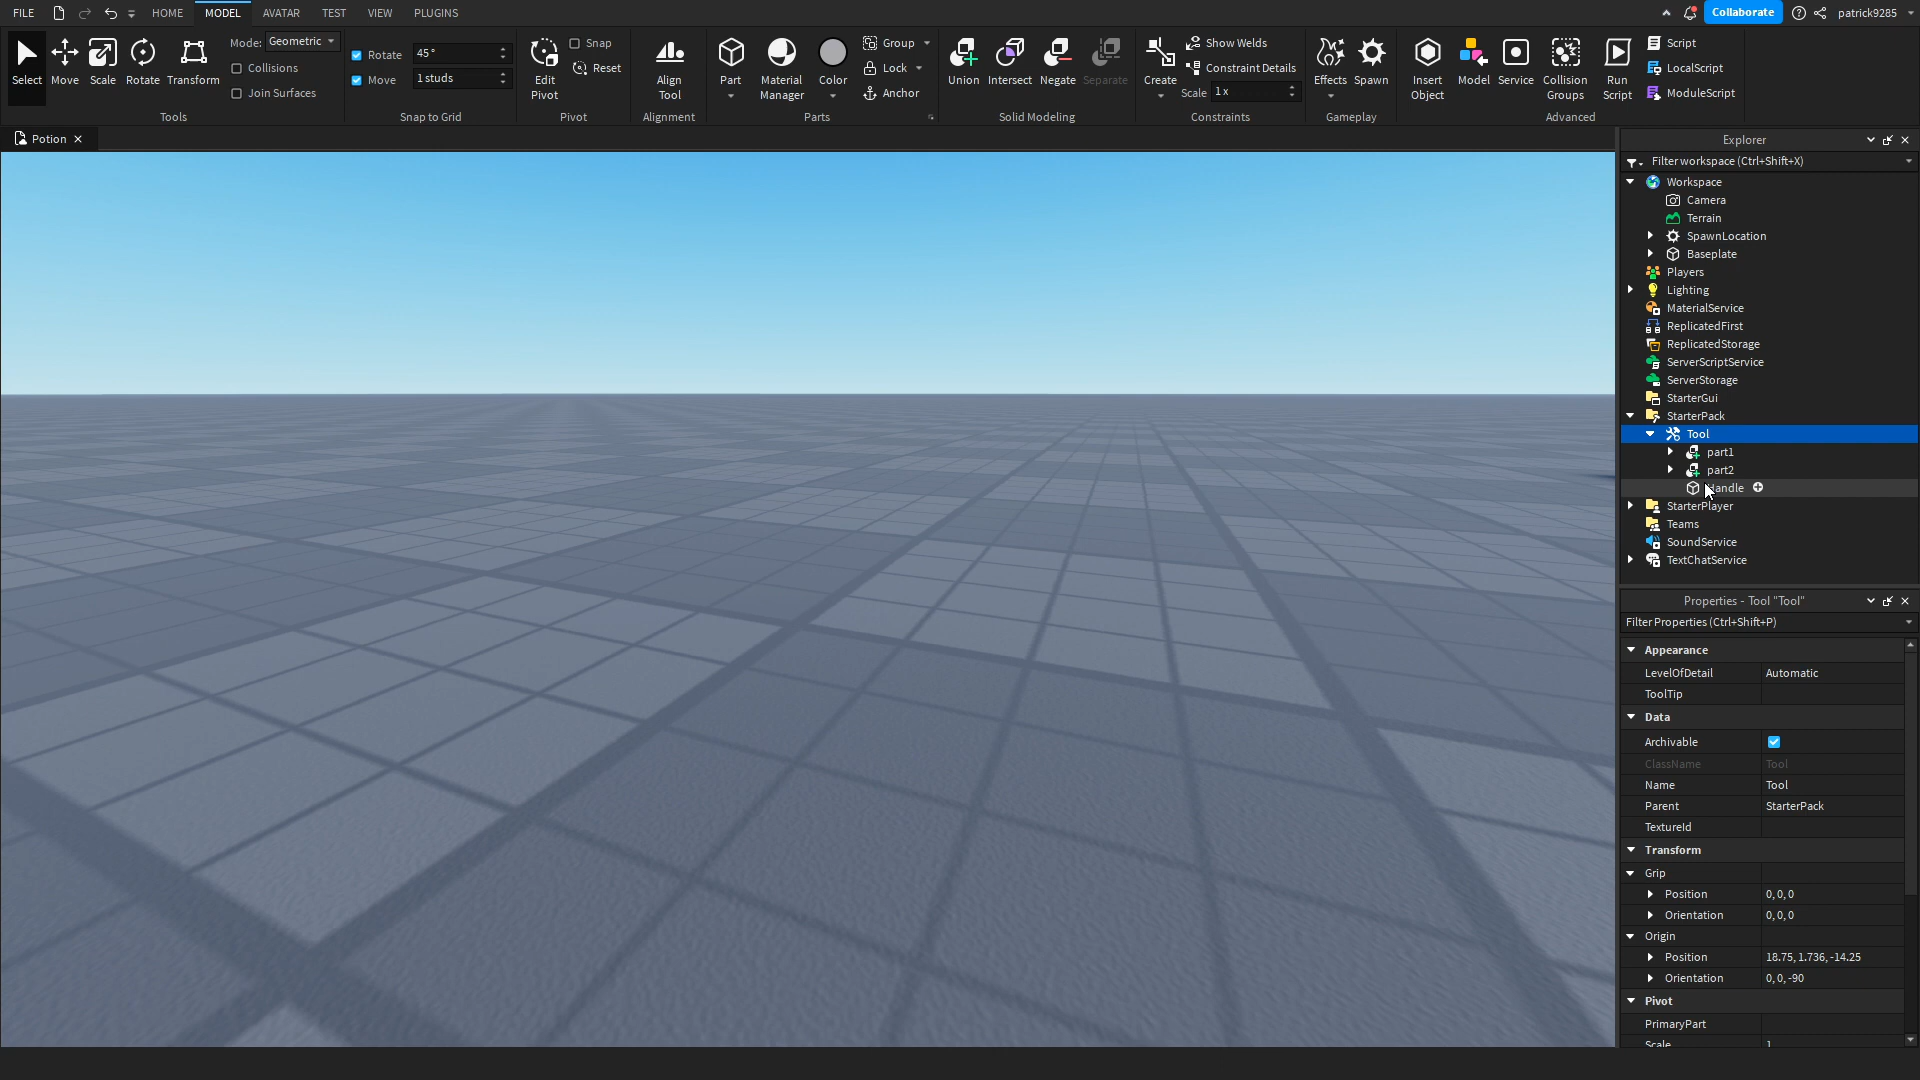 FILE HOME MODEL AVATAR TEST VIEW PLUGINS Collaborate patrick9285
Select Move Scale Rotate Transform
Mode: Geometric
Collisions
Join Surfaces
Tools
Rotate 45°
Move 1 studs
Snap to Grid
Edit Pivot
Snap
Reset
Pivot
Align Tool
Alignment
Part
Material Manager
Color
Group
Lock
Anchor
Parts
Union Intersect Negate Separate
Solid Modeling
Create
Show Welds
Constraint Details
Scale 1 x
Constraints
Effects Spawn
Gameplay
Insert Object
Model
Service
Collision Groups
Run Script
Script
LocalScript
ModuleScript
Advanced
Potion
Explorer
Filter workspace (Ctrl+Shift+X)
Workspace
Camera
Terrain
SpawnLocation
Baseplate
Players
Lighting
MaterialService
ReplicatedFirst
ReplicatedStorage
ServerScriptService
ServerStorage
StarterGui
StarterPack
Tool
part1
part2
Handle
StarterPlayer
Teams
SoundService
TextChatService
Properties - Tool "Tool"
Filter Properties (Ctrl+Shift+P)
Appearance
LevelOfDetail Automatic
ToolTip
Data
Archivable
ClassName Tool
Name Tool
Parent StarterPack
TextureId
Transform
Grip
Position 0, 0, 0
Orientation 0, 0, 0
Origin
Position 18.75, 1.736, -14.25
Orientation 0, 0, -90
Pivot
PrimaryPart
Scale 1